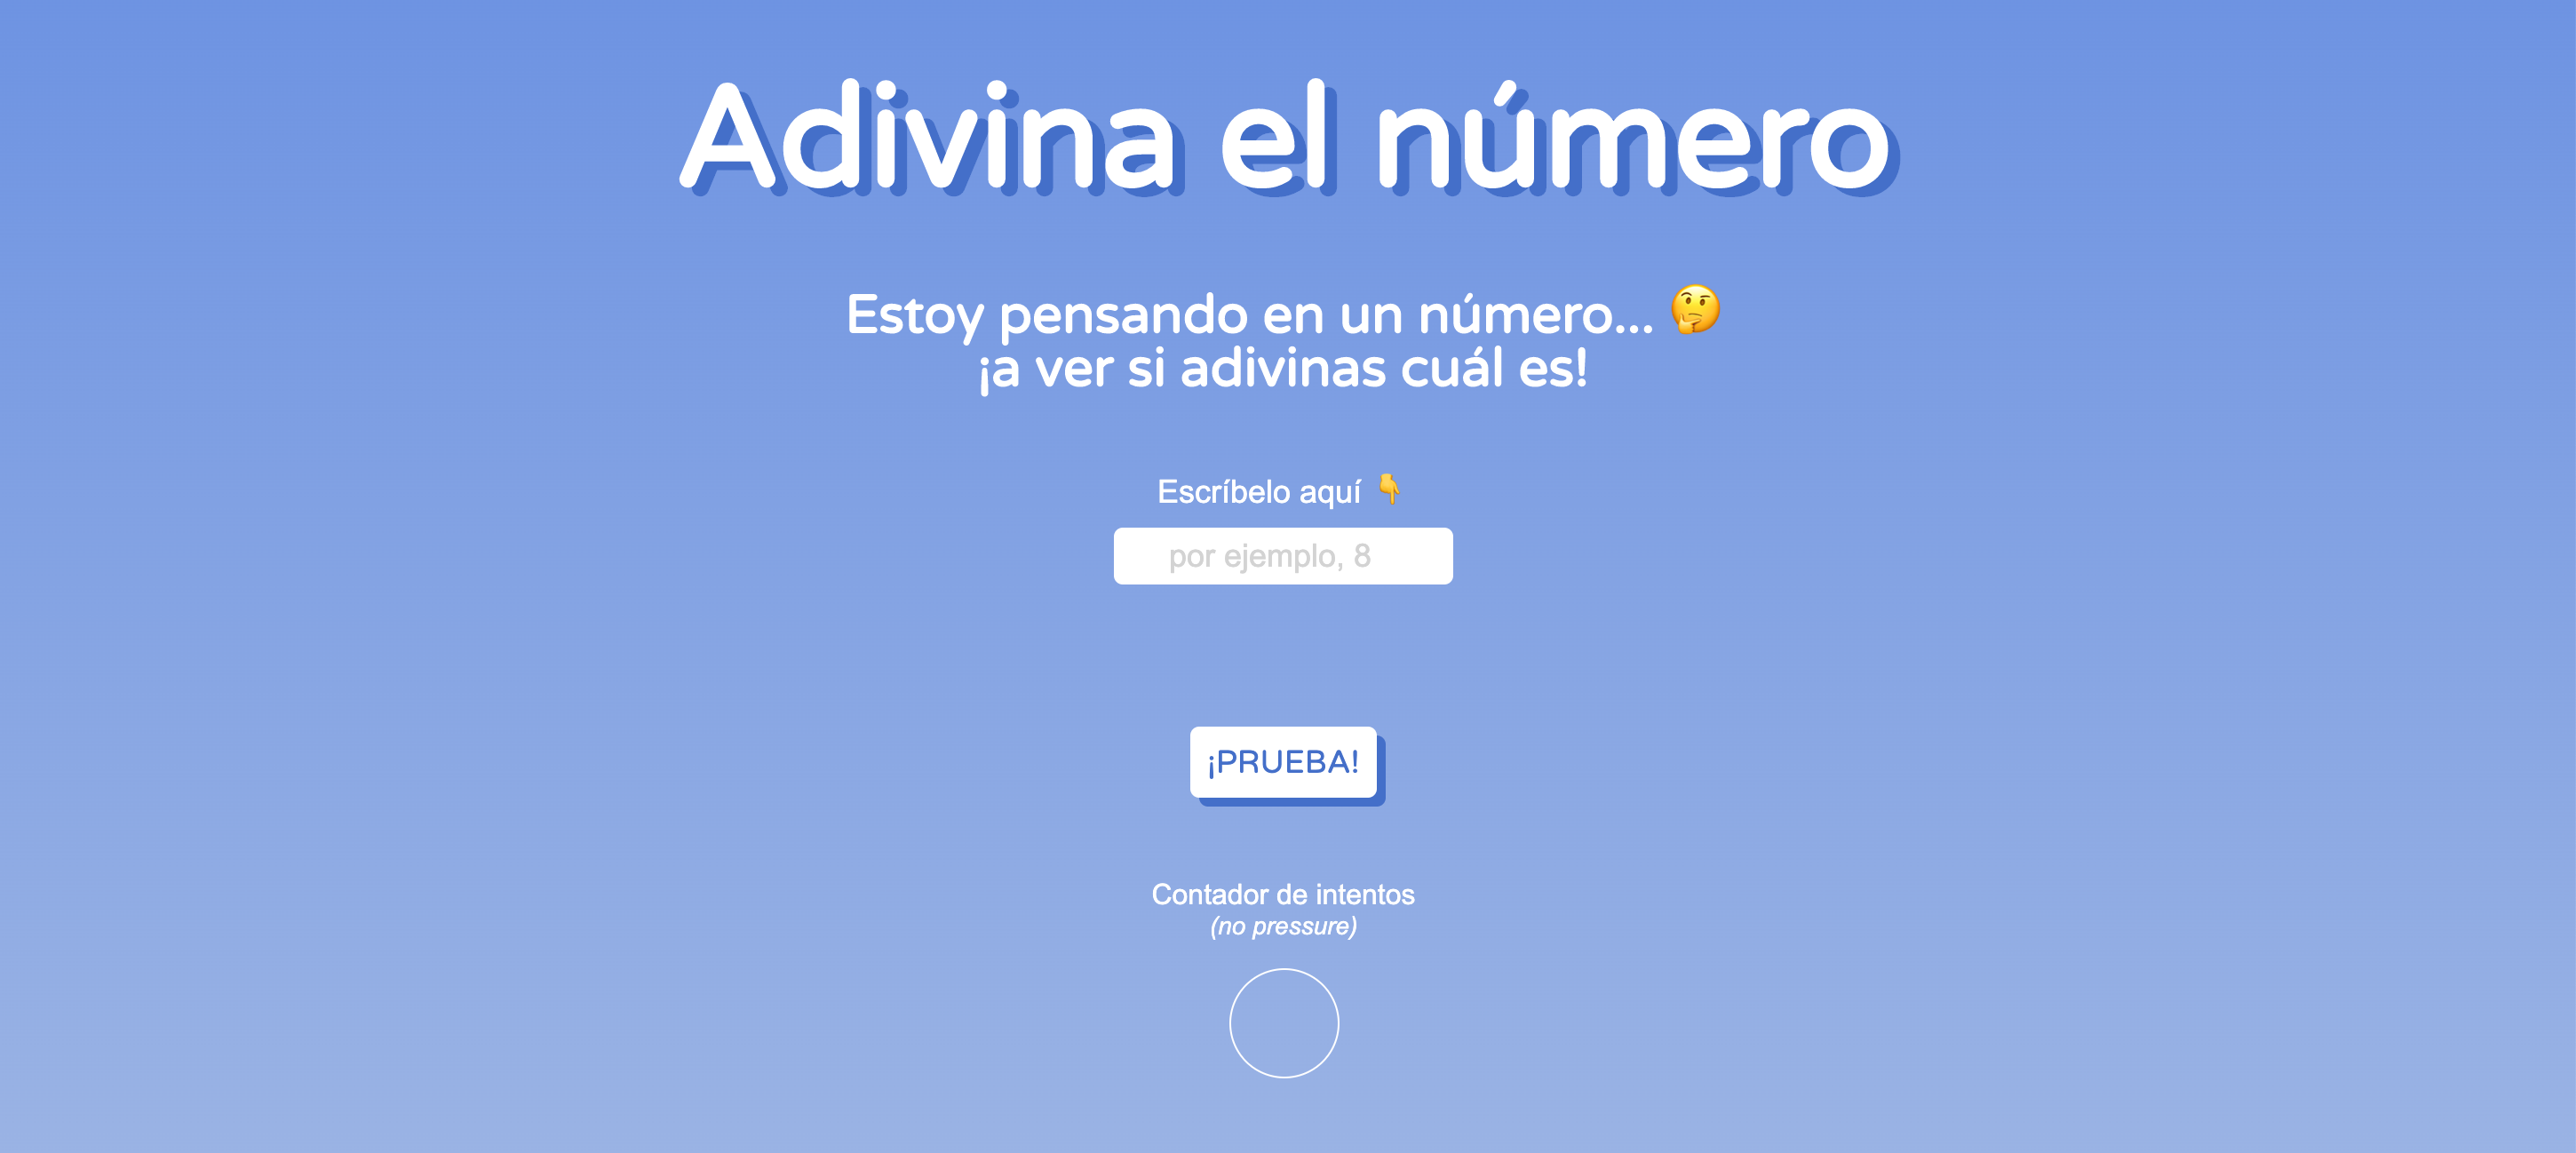 Adivina el número
Estoy pensando en un número... 🤔
¡a ver si adivinas cuál es!
Escríbelo aquí 👇
por ejemplo, 8
¡PRUEBA!
Contador de intentos
(no pressure)